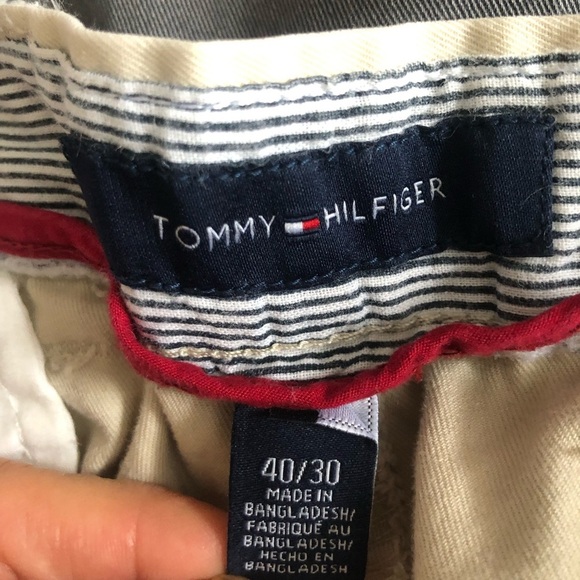 TOMMY HILFIGER
40/30
MADE IN
BANGLADESH/
FABRIQUÉ AU
BANGLADESH/
HECHO EN
BANGLADESH